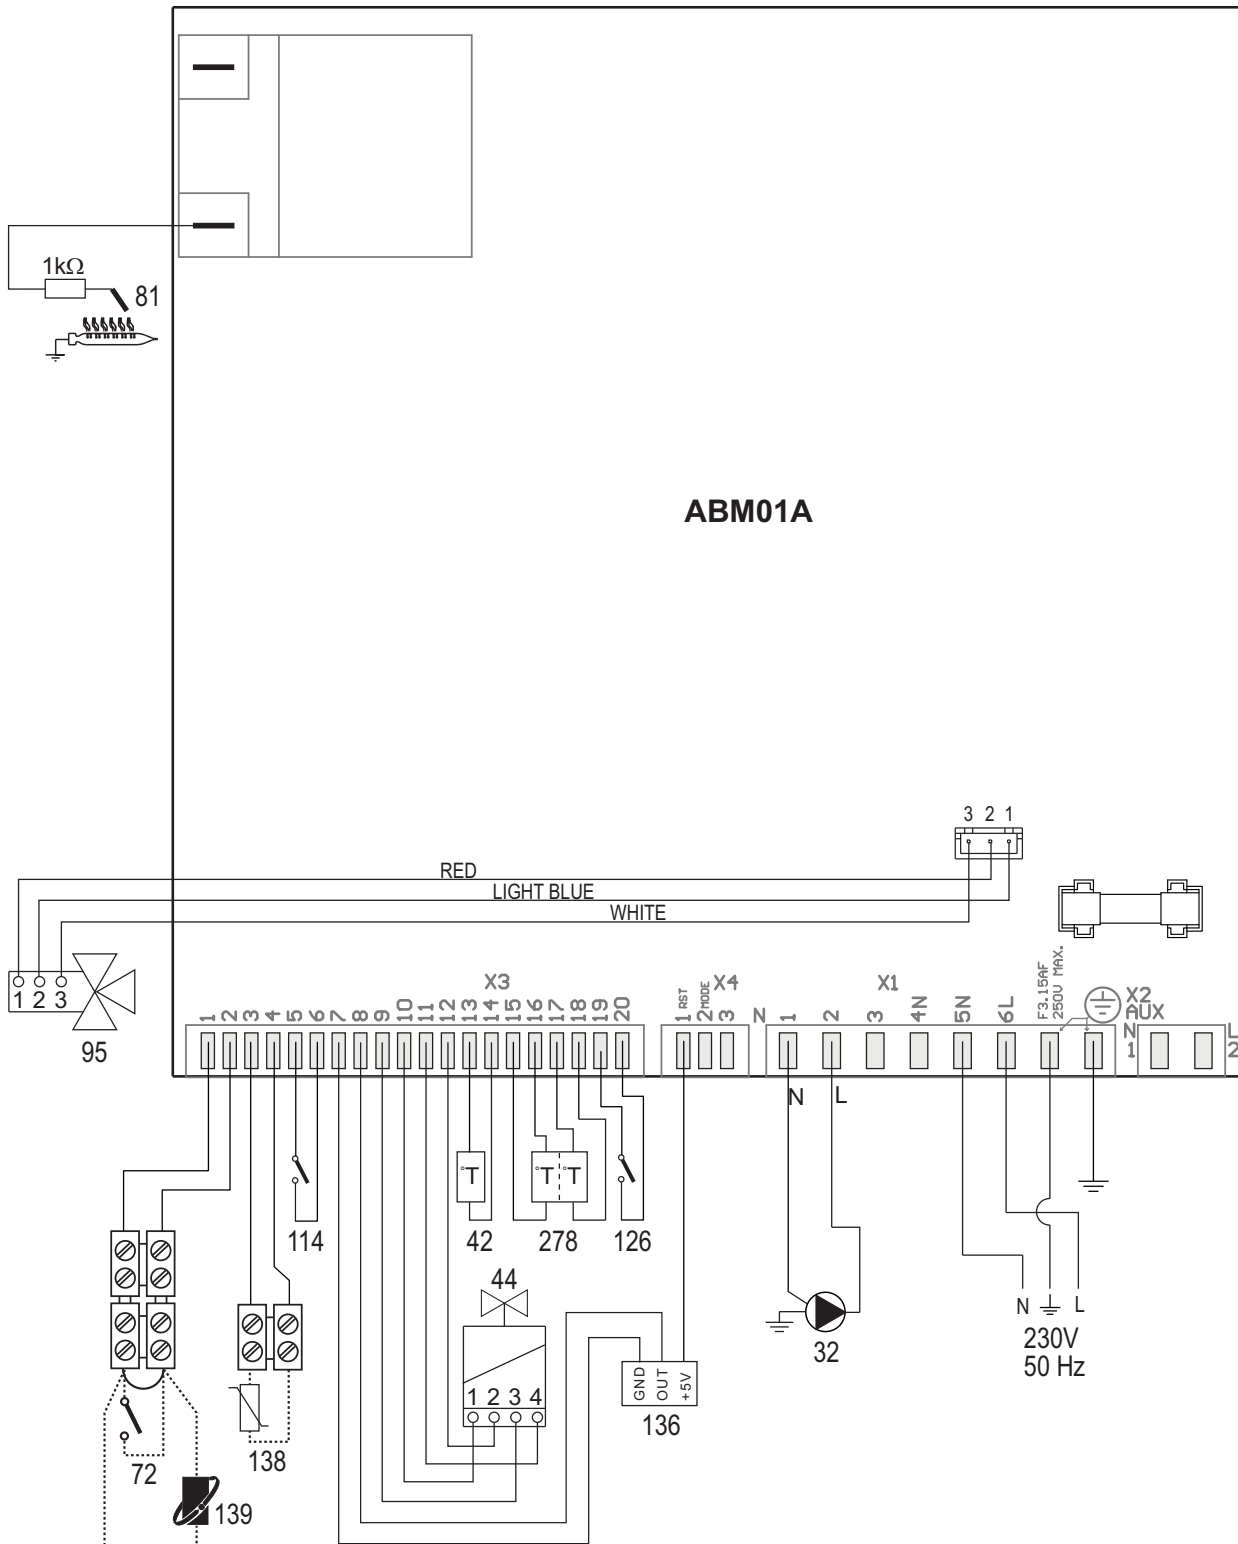 1kΩ
81
ABM01A
3 2 1
RED
LIGHT BLUE
WHITE
1 2 3
95
X3
1 2 3 4 5 6 7 8 9 10 11 12 13 14 15 16 17 18 19 20
X4
1 RST
2 MODE
3
N
X1
1 2 3 4N 5N 6L
F3.15AF
250V MAX.
X2
AUX
N
1
L
2
N L
°T
°T °T
114
42
278
126
44
1 2 3 4
GND
OUT
+5V
136
32
N L
230V
50 Hz
72
138
139